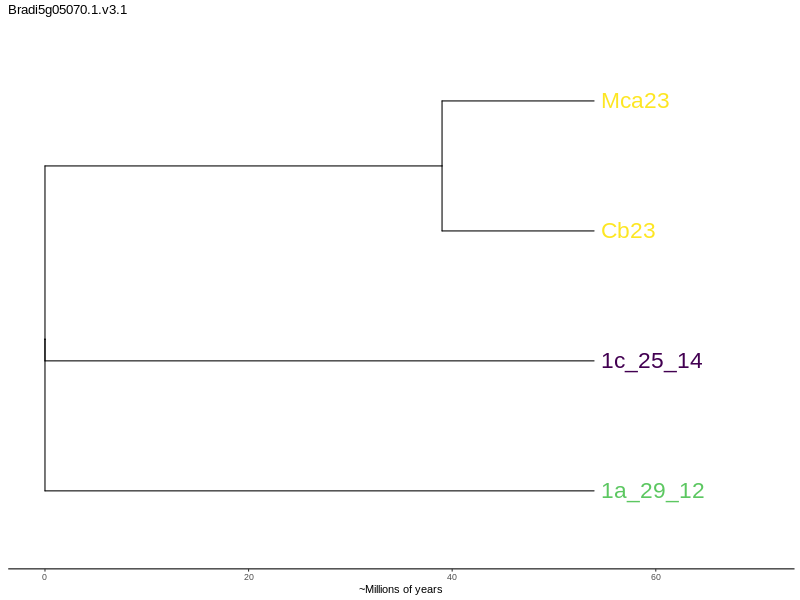 Bradi5g05070.1.v3.1
Mca23
Cb23
1c_25_14
1a_29_12
0 20 40 60
~Millions of years